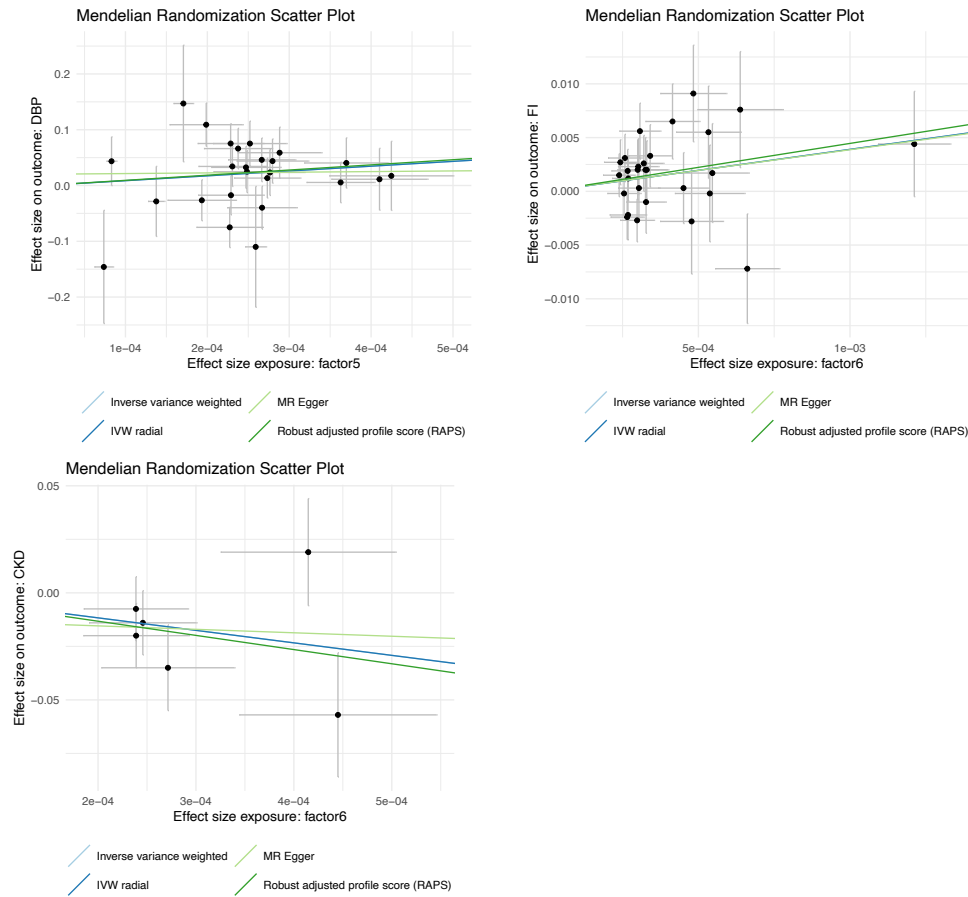 Mendelian Randomization Scatter Plot
Effect size on outcome: DBP
0.2
0.1
0.0
−0.1
−0.2
1e−04
2e−04
3e−04
4e−04
5e−04
Effect size exposure: factor5
Inverse variance weighted
MR Egger
IVW radial
Robust adjusted profile score (RAPS)
Mendelian Randomization Scatter Plot
Effect size on outcome: FI
0.010
0.005
0.000
−0.005
−0.010
5e−04
1e−03
Effect size exposure: factor6
Inverse variance weighted
MR Egger
IVW radial
Robust adjusted profile score (RAPS)
Mendelian Randomization Scatter Plot
Effect size on outcome: CKD
0.05
0.00
−0.05
2e−04
3e−04
4e−04
5e−04
Effect size exposure: factor6
Inverse variance weighted
MR Egger
IVW radial
Robust adjusted profile score (RAPS)